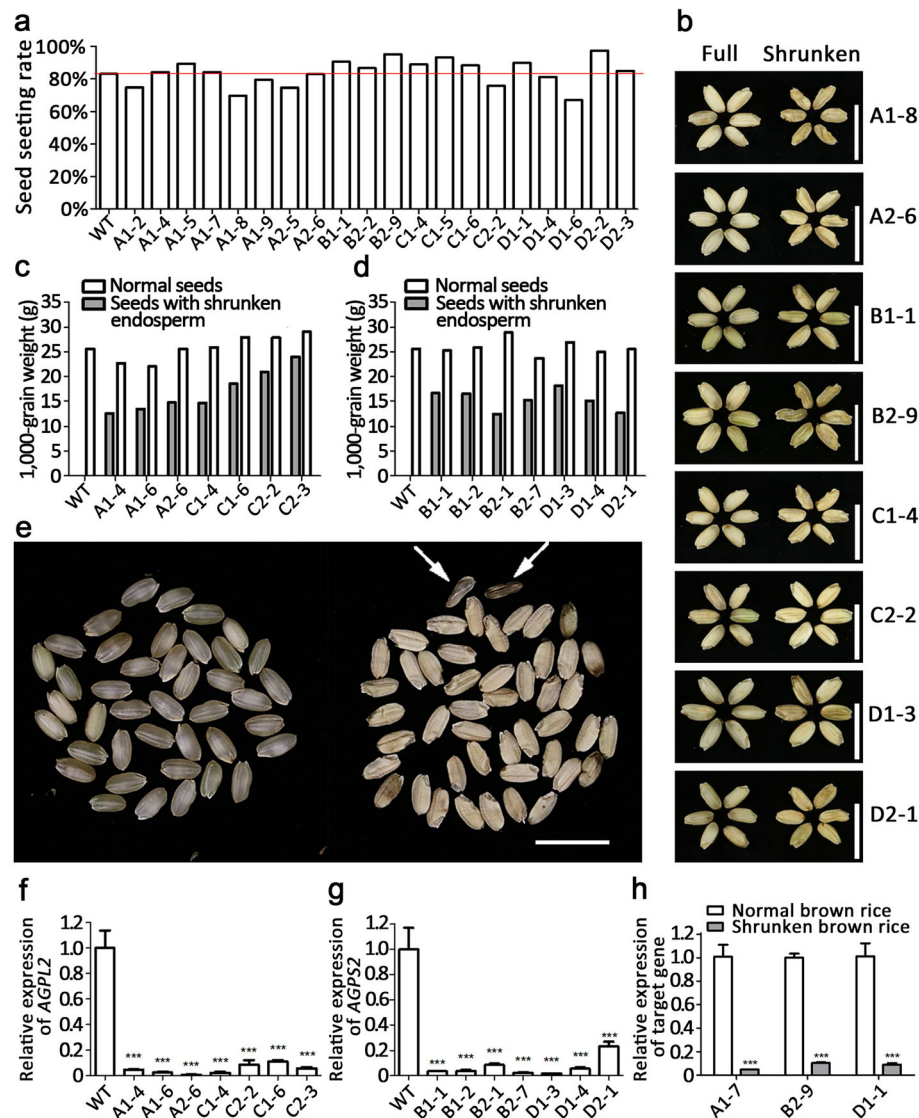 a
Seed seeting rate
100%
80%
60%
40%
20%
0%
WT A1-2 A1-4 A1-5 A1-7 A1-8 A1-9 A2-5 A2-6 B1-1 B2-2 B2-9 C1-4 C1-5 C1-6 C2-2 D1-1 D1-4 D1-6 D2-2 D2-3
b
Full Shrunken
A1-8
A2-6
B1-1
B2-9
C1-4
C2-2
D1-3
D2-1
c
Normal seeds
Seeds with shrunken
endosperm
1,000-grain weight (g)
35
30
25
20
15
10
5
0
WT A1-4 A1-6 A2-6 C1-4 C1-6 C2-2 C2-3
d
Normal seeds
Seeds with shrunken
endosperm
1,000-grain weight (g)
35
30
25
20
15
10
5
0
WT B1-1 B1-2 B2-1 B2-7 D1-3 D1-4 D2-1
e
f
Relative expression
of AGPL2
1.2
1.0
0.8
0.6
0.4
0.2
0
*** *** *** *** *** *** ***
WT A1-4 A1-6 A2-6 C1-4 C2-2 C1-6 C2-3
g
Relative expression
of AGPS2
1.2
1.0
0.8
0.6
0.4
0.2
0
*** *** *** *** *** *** ***
WT B1-1 B1-2 B2-1 B2-7 D1-3 D1-4 D2-1
h
Normal brown rice
Shrunken brown rice
Relative expression
of target gene
1.2
1.0
0.8
0.6
0.4
0.2
0
*** *** ***
A1-7 B2-9 D1-1